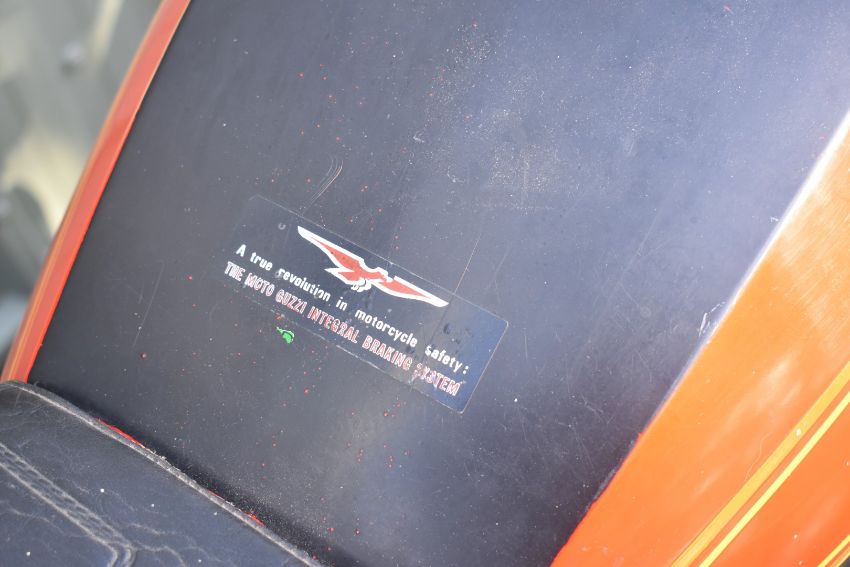 A true revolution in motorcycle safety:
THE MOTO GUZZI INTEGRAL BRAKING SYSTEM